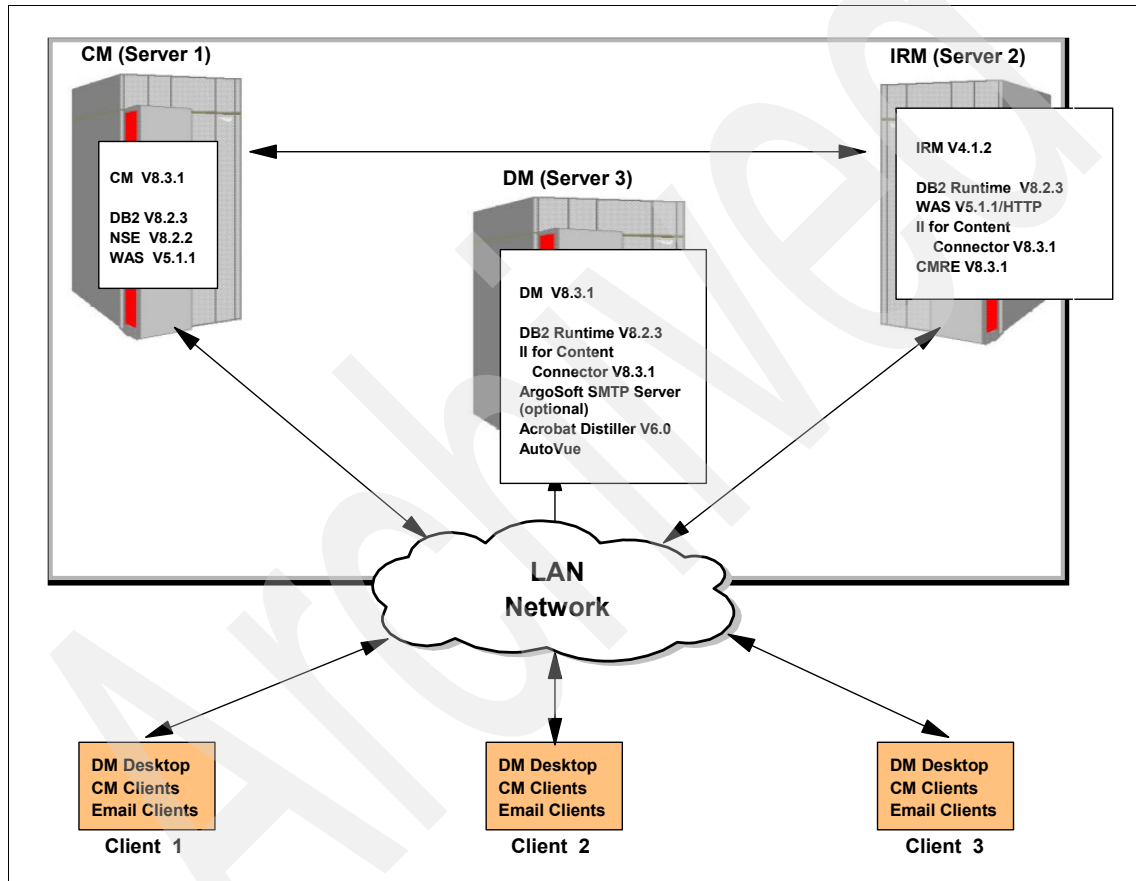 CM (Server 1)
CM V8.3.1
DB2 V8.2.3
NSE V8.2.2
WAS V5.1.1
DM (Server 3)
DM V8.3.1
DB2 Runtime V8.2.3
II for Content
Connector V8.3.1
ArgoSoft SMTP Server
(optional)
Acrobat Distiller V6.0
AutoVue
IRM (Server 2)
IRM V4.1.2
DB2 Runtime V8.2.3
WAS V5.1.1/HTTP
II for Content
Connector V8.3.1
CMRE V8.3.1
LAN
Network
DM Desktop
CM Clients
Email Clients
Client 1
DM Desktop
CM Clients
Email Clients
Client 2
DM Desktop
CM Clients
Email Clients
Client 3
Archived